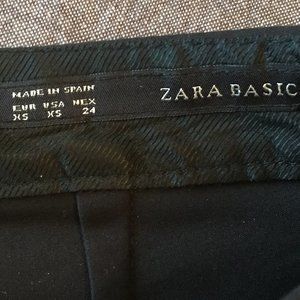 MADE IN SPAIN
EUR USA MEX
XS XS 24
ZARA BASIC